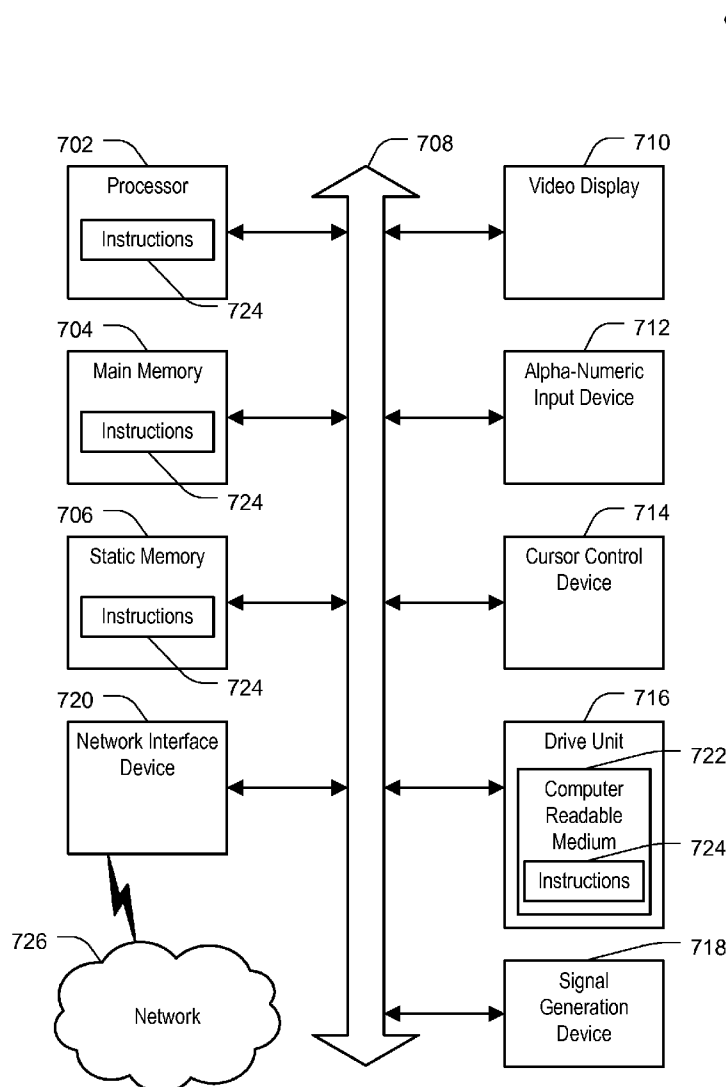 702
708
710
Processor
Video Display
Instructions
724
704
712
Main Memory
Alpha-Numeric
Input Device
Instructions
724
706
714
Static Memory
Cursor Control
Device
Instructions
724
720
716
Network Interface
Device
Drive Unit
722
Computer
Readable
Medium
724
Instructions
726
718
Network
Signal
Generation
Device